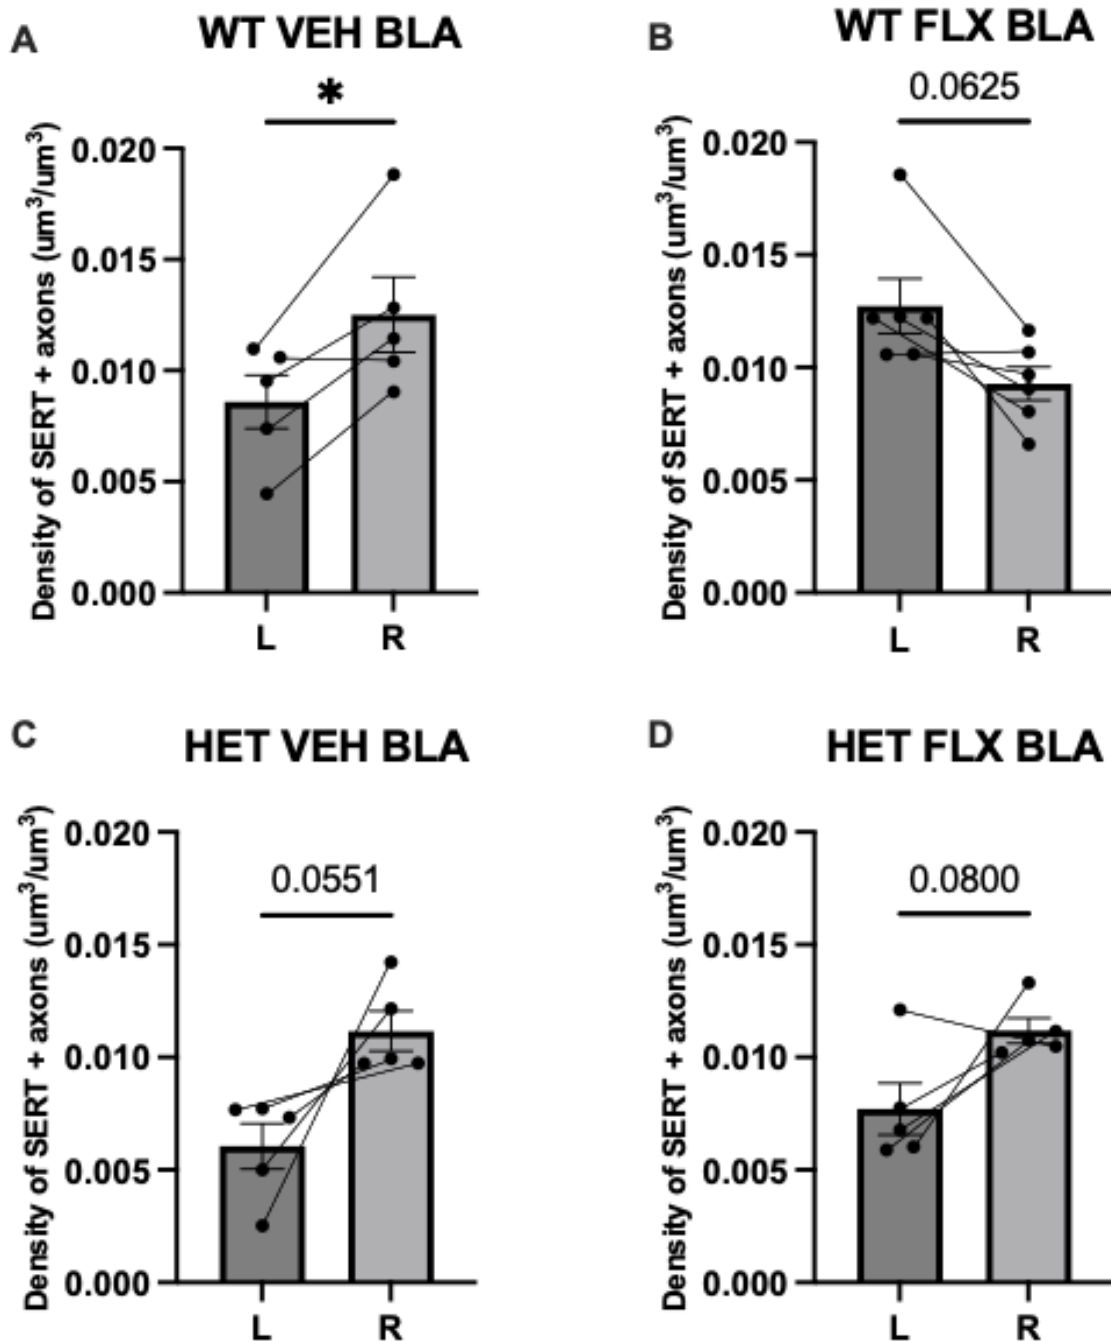 A
WT VEH BLA
*
Density of SERT + axons (um³/um³)
0.020
0.015
0.010
0.005
0.000
L
R
B
WT FLX BLA
0.0625
Density of SERT + axons (um³/um³)
0.020
0.015
0.010
0.005
0.000
L
R
C
HET VEH BLA
0.0551
Density of SERT + axons (um³/um³)
0.020
0.015
0.010
0.005
0.000
L
R
D
HET FLX BLA
0.0800
Density of SERT + axons (um³/um³)
0.020
0.015
0.010
0.005
0.000
L
R